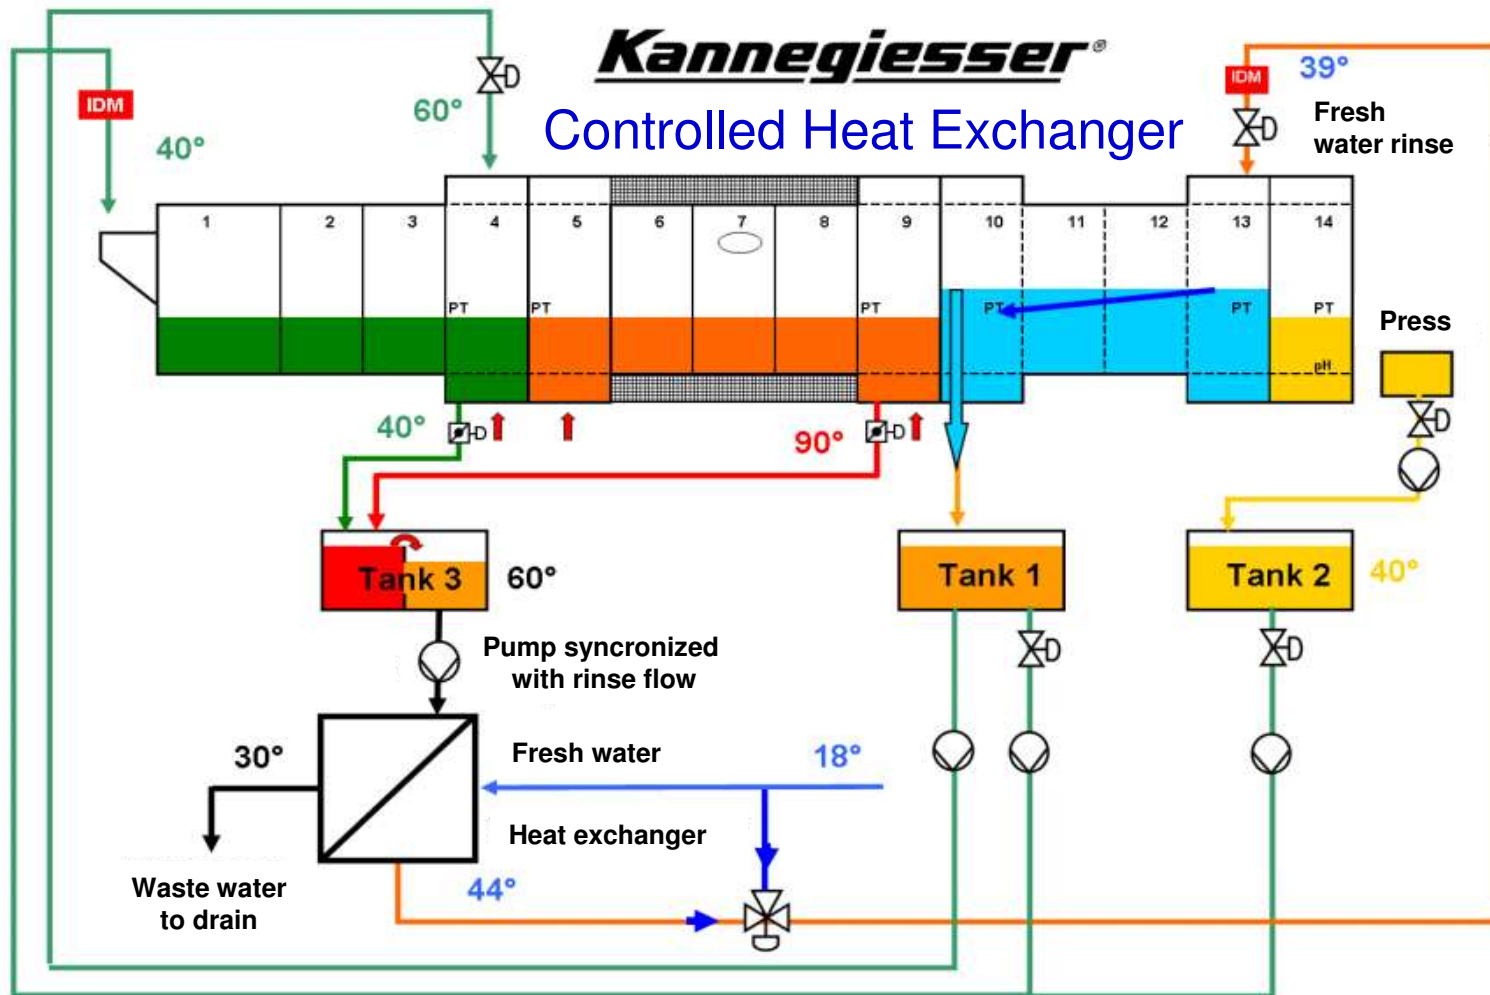 Kannegiesser®
Controlled Heat Exchanger
IDM
40°
60°
IDM
39°
Fresh
water rinse
1 2 3 4 5 6 7 8 9 10 11 12 13 14
PT PT PT PT PT PT
pH
Press
40°
D
90°
D
D
D
D
Tank 3
60°
Tank 1
Tank 2
40°
Pump syncronized
with rinse flow
D
D
30°
Fresh water
18°
Heat exchanger
44°
Waste water
to drain